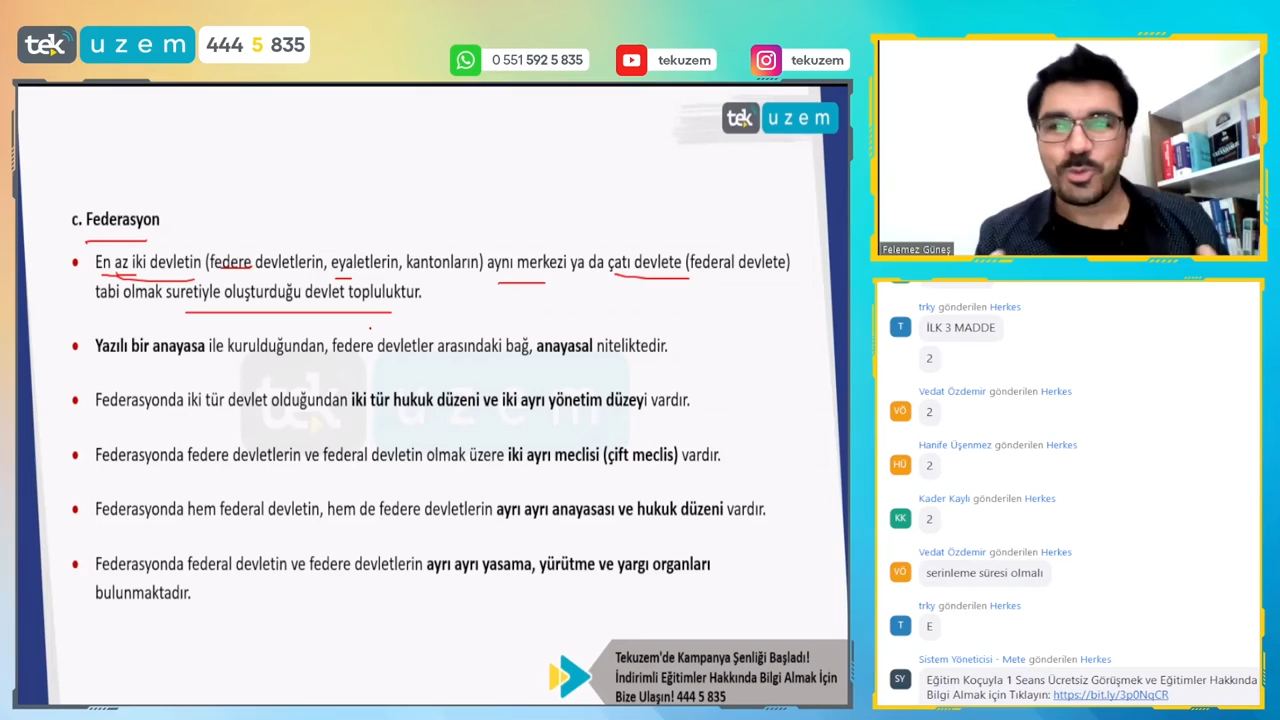 tek uzem 444 5 835
0 551 592 5 835
tekuzem
tekuzem
tek uzem
c. Federasyon
En az iki devletin (federe devletlerin, eyaletlerin, kantonların) aynı merkezi ya da çatı devlete (federal devlete)
tabi olmak suretiyle oluşturduğu devlet topluluktur.
Yazılı bir anayasa ile kurulduğundan, federe devletler arasındaki bağ, anayasal niteliktedir.
Federasyonda iki tür devlet olduğundan iki tür hukuk düzeni ve iki ayrı yönetim düzeyi vardır.
Federasyonda federe devletlerin ve federal devletin olmak üzere iki ayrı meclisi (çift meclis) vardır.
Federasyonda hem federal devletin, hem de federe devletlerin ayrı ayrı anayasası ve hukuk düzeni vardır.
Federasyonda federal devletin ve federe devletlerin ayrı ayrı yasama, yürütme ve yargı organları
bulunmaktadır.
tek uzem
Tekuzem'de Kampanya Şenliği Başladı!
İndirimli Eğitimler Hakkında Bilgi Almak İçin
Bize Ulaşın! 444 5 835
Felemez Güneş
trky gönderilen Herkes
T
İLK 3 MADDE
2
Vedat Özdemir gönderilen Herkes
VÖ
2
Hanife Üşenmez gönderilen Herkes
HÜ
2
Kader Kaylı gönderilen Herkes
KK
2
Vedat Özdemir gönderilen Herkes
VÖ
serinleme süresi olmalı
trky gönderilen Herkes
T
E
Sistem Yöneticisi - Mete gönderilen Herkes
SY
Eğitim Koçuyla 1 Seans Ücretsiz Görüşmek ve Eğitimler Hakkında
Bilgi Almak için Tıklayın: https://bit.ly/3p0NqCR